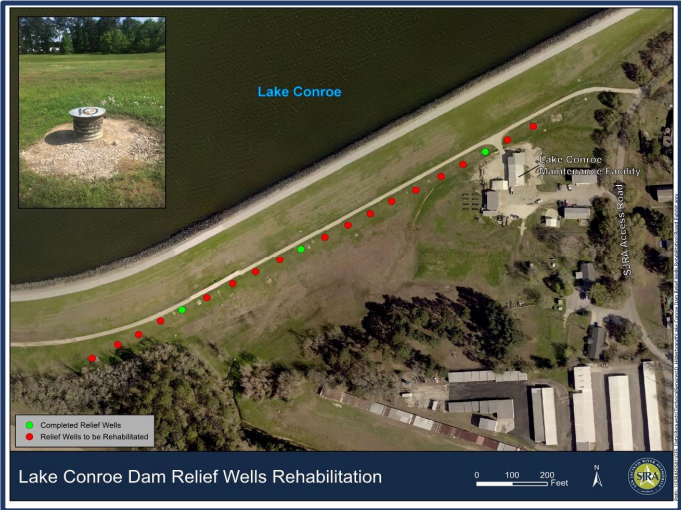 Lake Conroe
Lake Conroe
Maintenance Facility
SJRA Access Road
Completed Relief Wells
Relief Wells to be Rehabilitated
Lake Conroe Dam Relief Wells Rehabilitation
0 100 200
Feet
N
SJRA